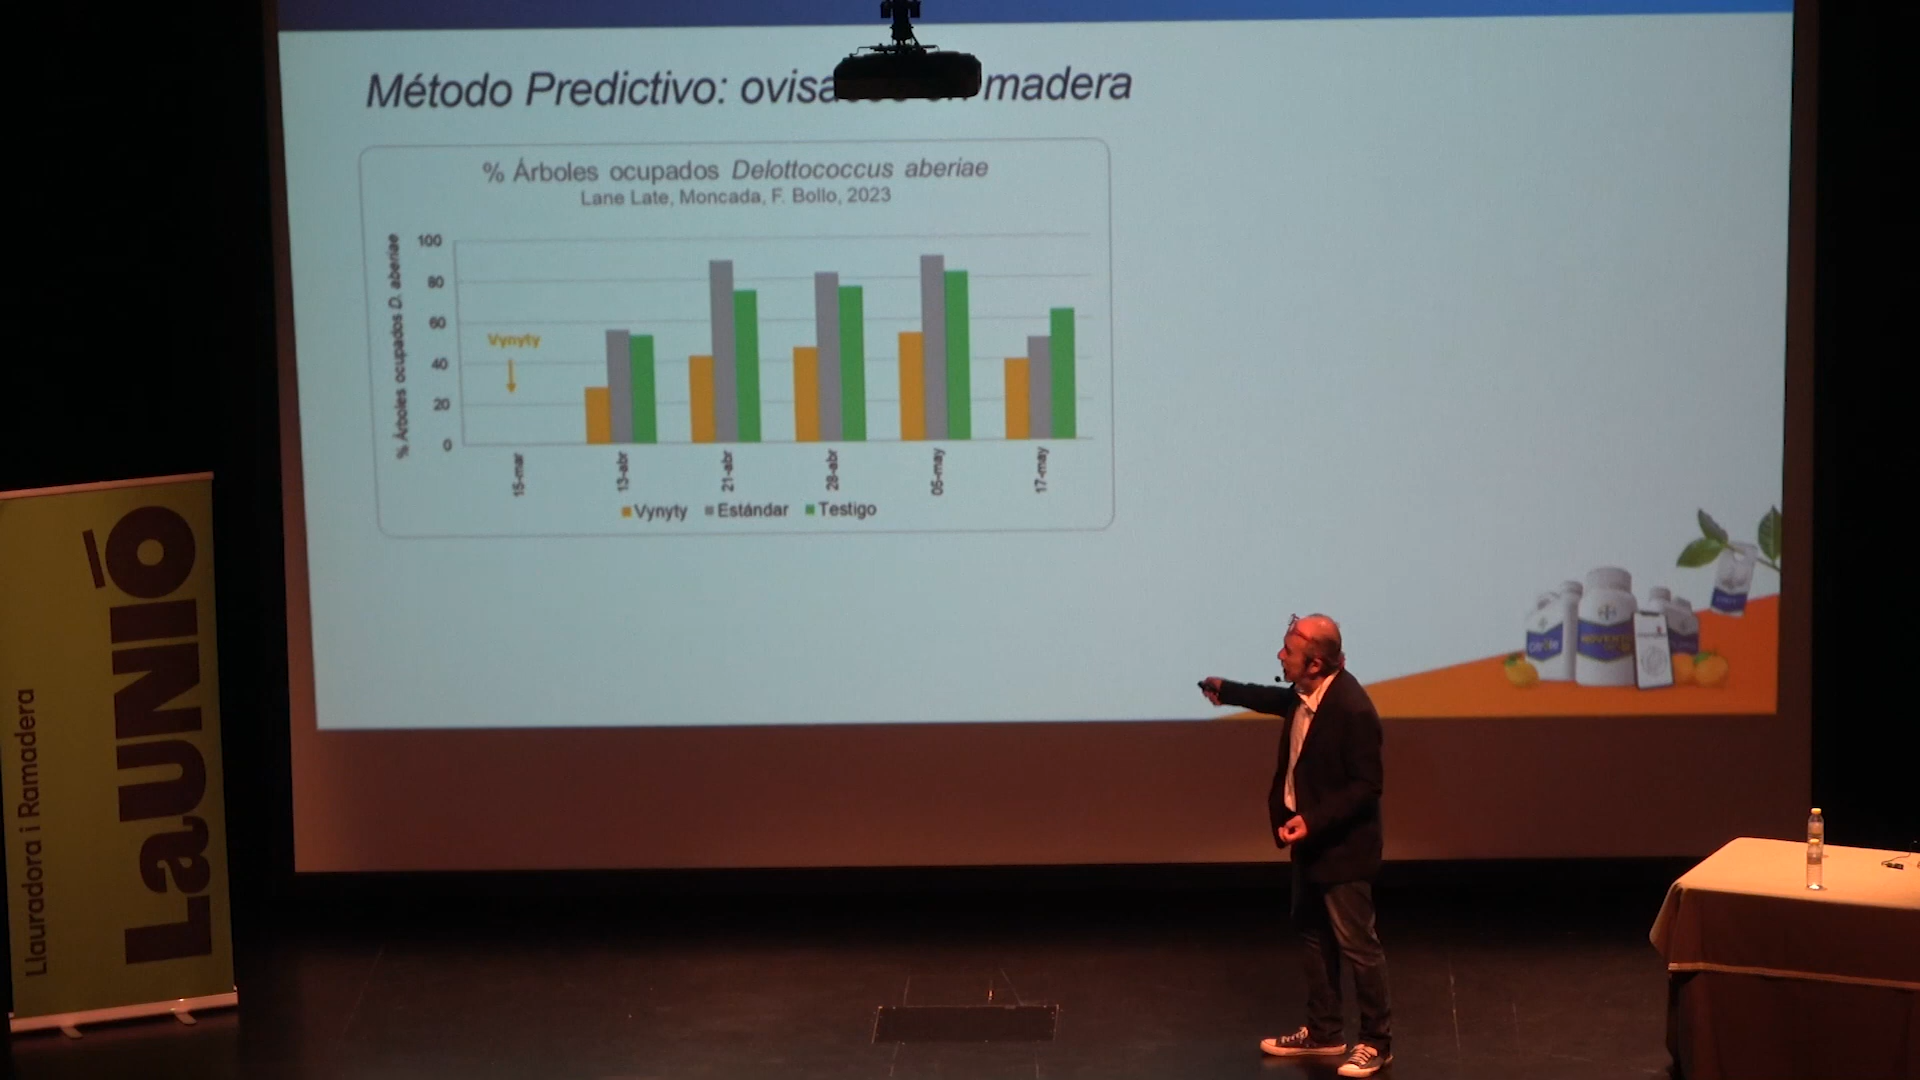 Método Predictivo: madera
% Árboles ocupados Delottococcus aberiae
Lane Late, Moncada, F. Bollo, 2023
% Árboles ocupados D. aberiae
100
80
60
40
20
0
Vynyty
15-mar
13-abr
21-abr
28-abr
05-may
17-may
Vynyty
Estándar
Testigo
LaUNIÓ
Llauradora i Ramadera